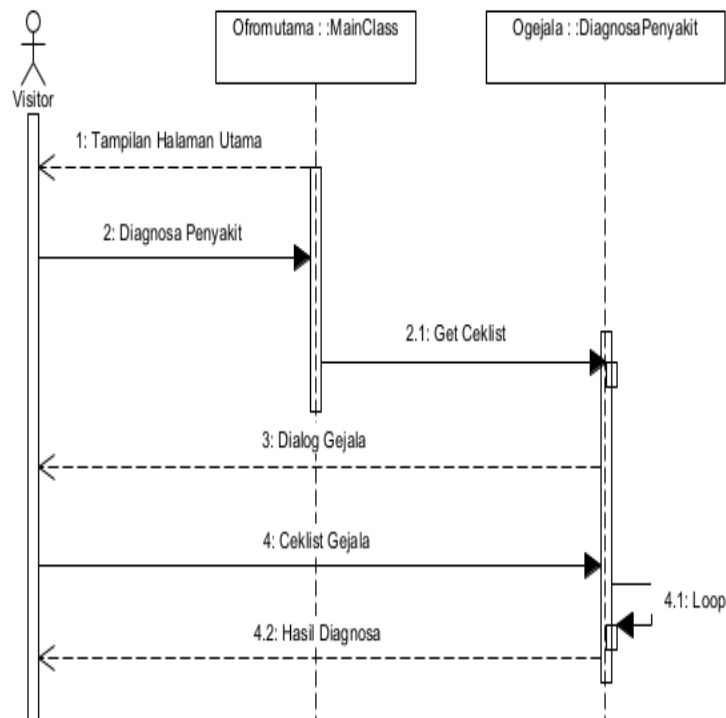 Ofromutama : :MainClass
Ogejala : :DiagnosaPenyakit
Visitor
1: Tampilan Halaman Utama
2: Diagnosa Penyakit
2.1: Get Ceklist
3: Dialog Gejala
4: Ceklist Gejala
4.1: Loop
4.2: Hasil Diagnosa